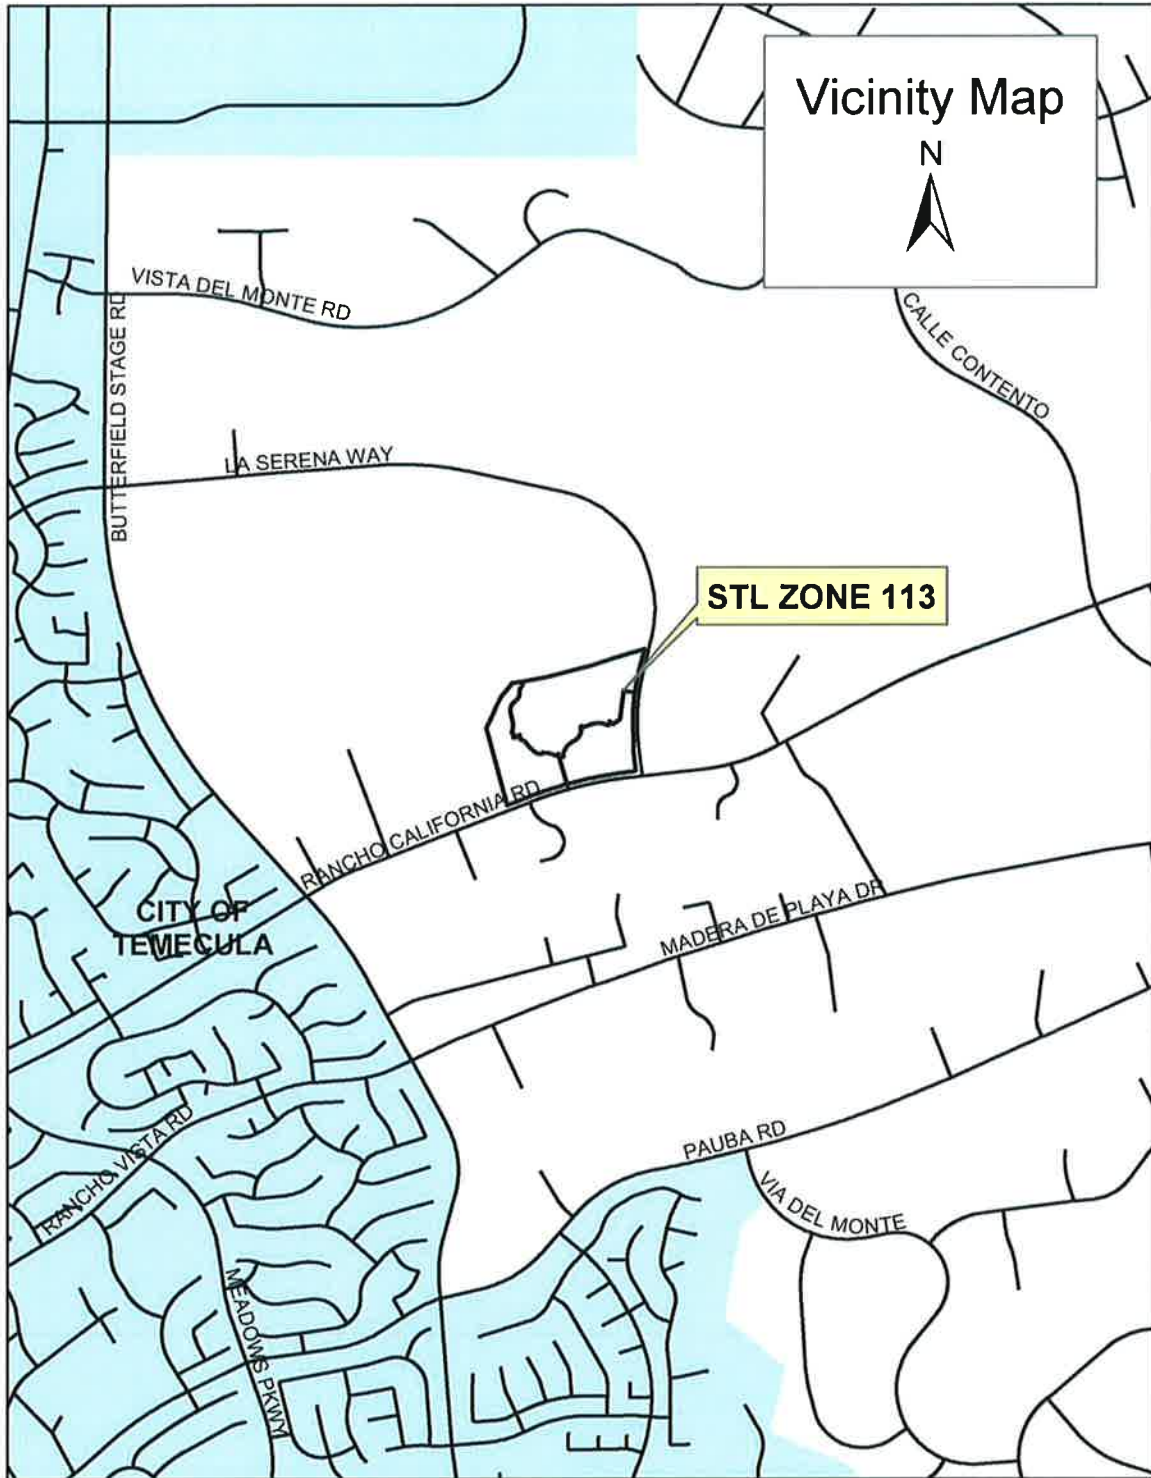 Vicinity Map
N
VISTA DEL MONTE RD
BUTTERFIELD STAGE RD
CALLE CONTENTO
LA SERENA WAY
STL ZONE 113
RANCHO CALIFORNIA RD
CITY OF
TEMECULA
MADERA DE PLAYA DR
RANCHO VISTA RD
PAUBA RD
VIA DEL MONTE
MEADOWS PKWY